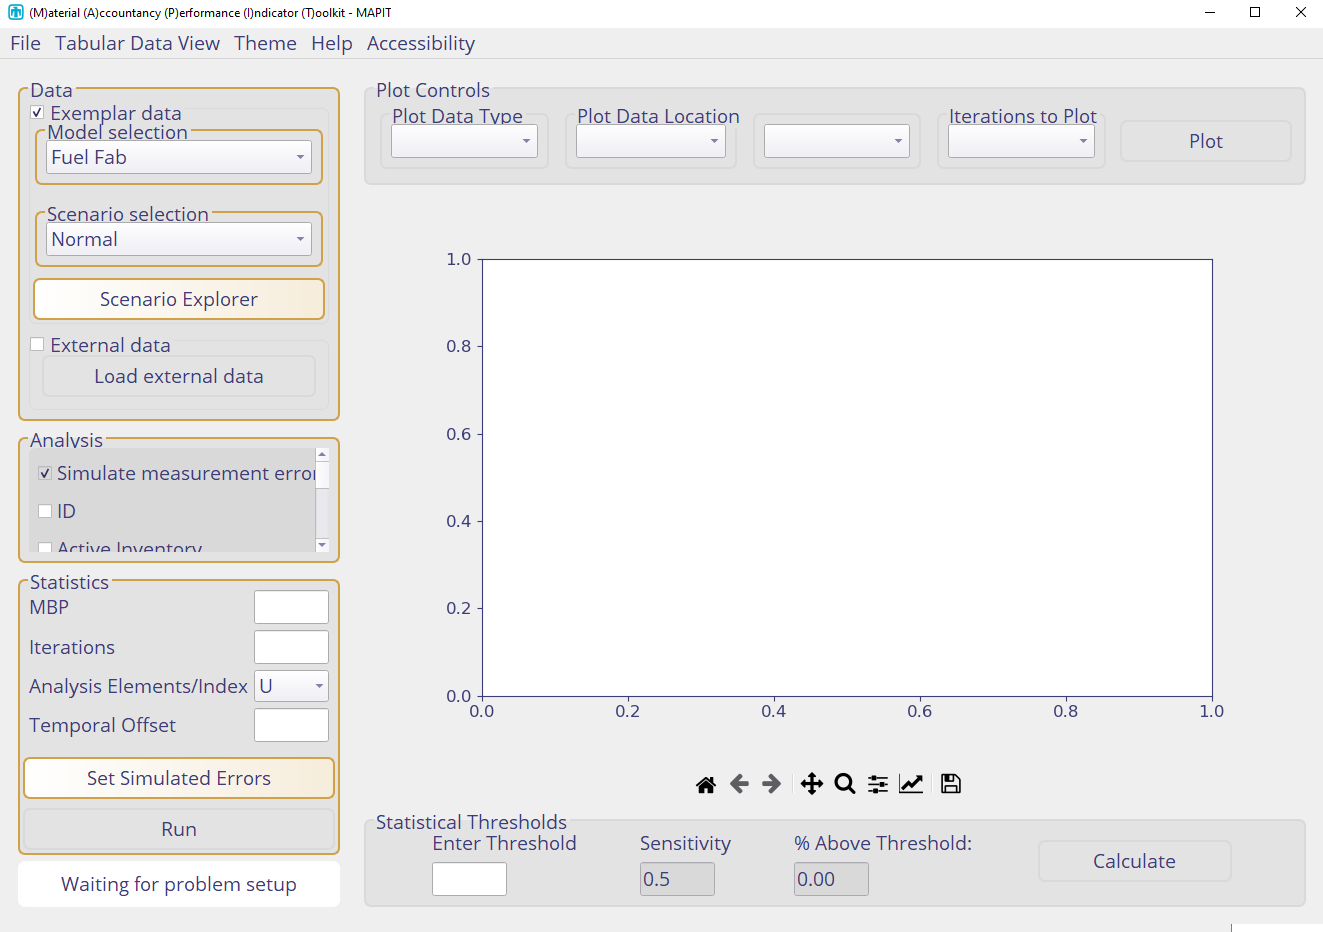 (M)aterial (A)ccountancy (P)erformance (I)ndicator (T)oolkit - MAPIT
File Tabular Data View Theme Help Accessibility
Data
Exemplar data
Model selection
Fuel Fab
Scenario selection
Normal
Scenario Explorer
External data
Load external data
Analysis
Simulate measurement error
ID
Active Inventory
Statistics
MBP
Iterations
Analysis Elements/Index U
Temporal Offset
Set Simulated Errors
Run
Waiting for problem setup
Plot Controls
Plot Data Type Plot Data Location Iterations to Plot
Plot
1.0
0.8
0.6
0.4
0.2
0.0
0.0 0.2 0.4 0.6 0.8 1.0
Statistical Thresholds
Enter Threshold Sensitivity % Above Threshold:
0.5 0.00
Calculate